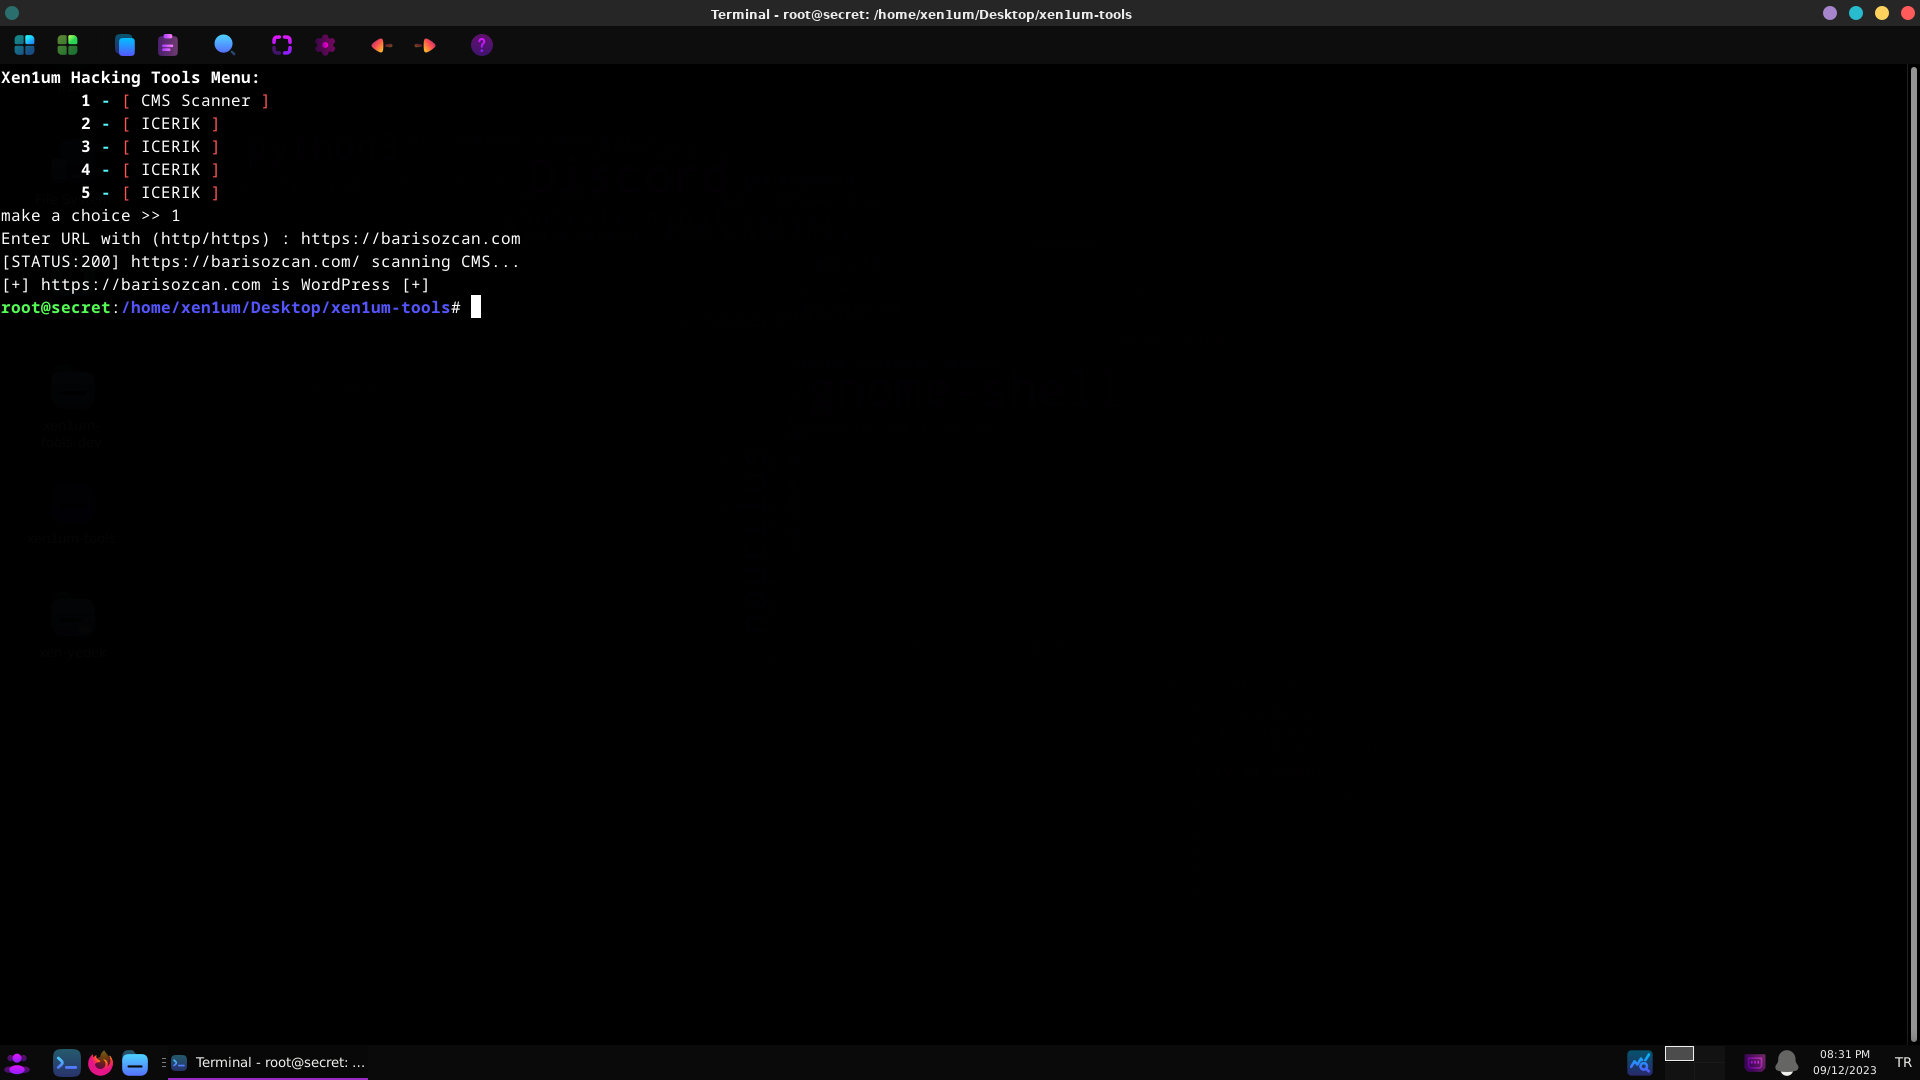 Terminal - root@secret: /home/xen1um/Desktop/xen1um-tools
Xen1um Hacking Tools Menu:
1 - [ CMS Scanner ]
2 - [ ICERIK ]
3 - [ ICERIK ]
4 - [ ICERIK ]
5 - [ ICERIK ]
make a choice >> 1
Enter URL with (http/https) : https://barisozcan.com
[STATUS:200] https://barisozcan.com/ scanning CMS...
[+] https://barisozcan.com is WordPress [+]
root@secret:/home/xen1um/Desktop/xen1um-tools#
Terminal - root@secret: ...
08:31 PM
09/12/2023
TR